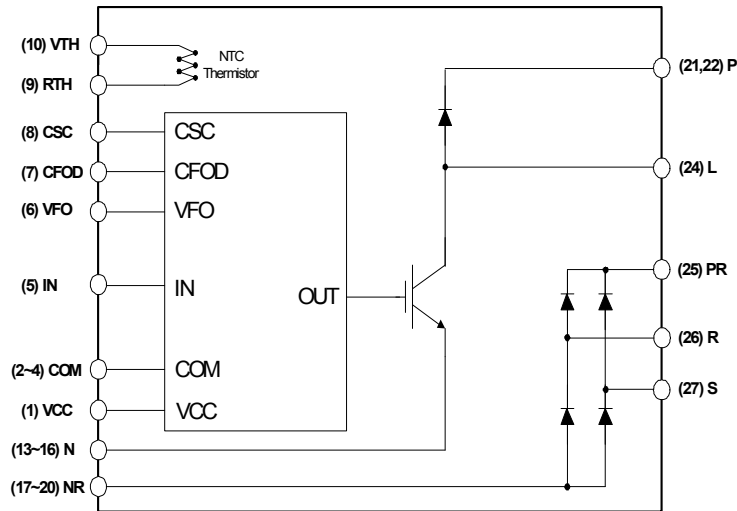 (10) VTH
(9) RTH
NTC
Thermistor
(8) CSC
(7) CFOD
(6) VFO
(5) IN
(2~4) COM
(1) VCC
(13~16) N
(17~20) NR
CSC
CFOD
VFO
IN
OUT
COM
VCC
(21,22) P
(24) L
(25) PR
(26) R
(27) S